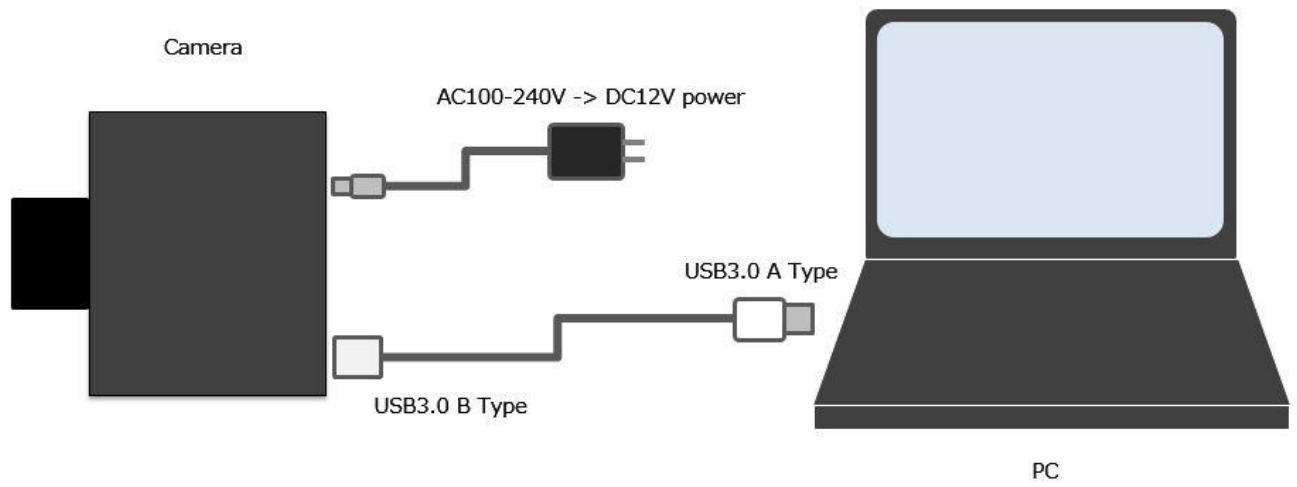 Camera
AC100-240V -> DC12V power
USB3.0 A Type
USB3.0 B Type
PC